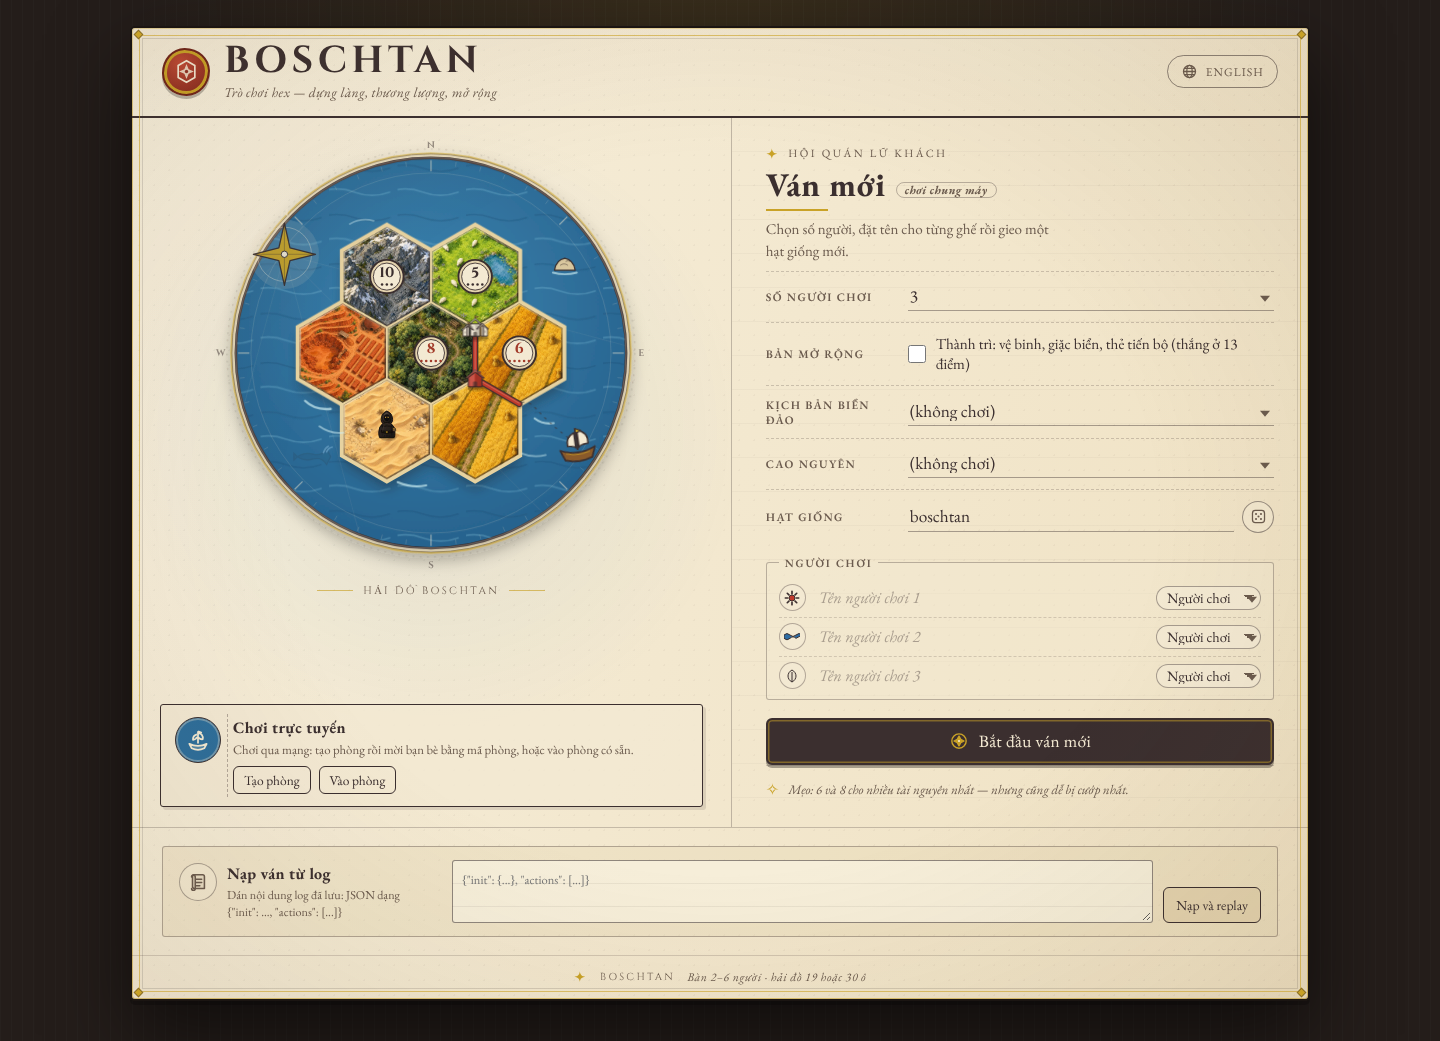 BOSCHTAN
Trò chơi hex — dựng làng, thương lượng, mở rộng
ENGLISH
N
W
E
S
10
5
8
6
HẢI ĐỒ BOSCHTAN
Chơi trực tuyến
Chơi qua mạng: tạo phòng rồi mời bạn bè bằng mã phòng, hoặc vào phòng có sẵn.
Tạo phòng
Vào phòng
HỘI QUÁN LỮ KHÁCH
Ván mới chơi chung máy
Chọn số người, đặt tên cho từng ghế rồi gieo một
hạt giống mới.
SỐ NGƯỜI CHƠI 3
BẢN MỞ RỘNG Thành trì: vệ binh, giặc biển, thẻ tiến bộ (thắng ở 13
điểm)
KỊCH BẢN BIỂN
ĐẢO
(không chơi)
CAO NGUYÊN (không chơi)
HẠT GIỐNG boschtan
NGƯỜI CHƠI
Tên người chơi 1 Người chơi
Tên người chơi 2 Người chơi
Tên người chơi 3 Người chơi
Bắt đầu ván mới
Mẹo: 6 và 8 cho nhiều tài nguyên nhất — nhưng cũng dễ bị cướp nhất.
Nạp ván từ log
Dán nội dung log đã lưu: JSON dạng
{"init": ..., "actions": [...]}
{"init": {...}, "actions": [...]}
Nạp và replay
BOSCHTAN Bàn 2–6 người · hải đồ 19 hoặc 30 ô